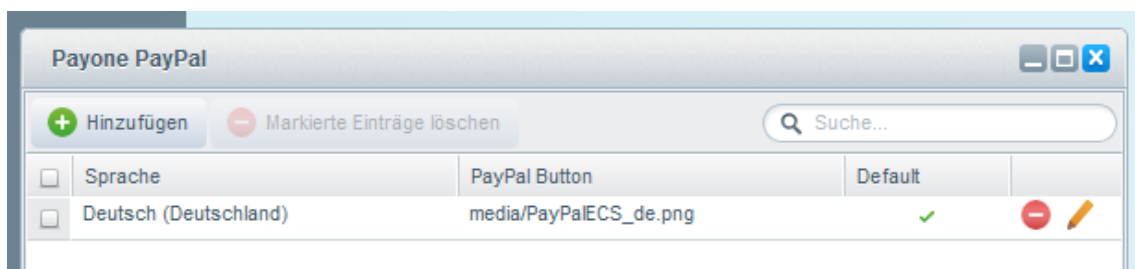 Payone PayPal
Hinzufügen Markierte Einträge löschen Suche...
Sprache PayPal Button Default
Deutsch (Deutschland) media/PayPalECS_de.png